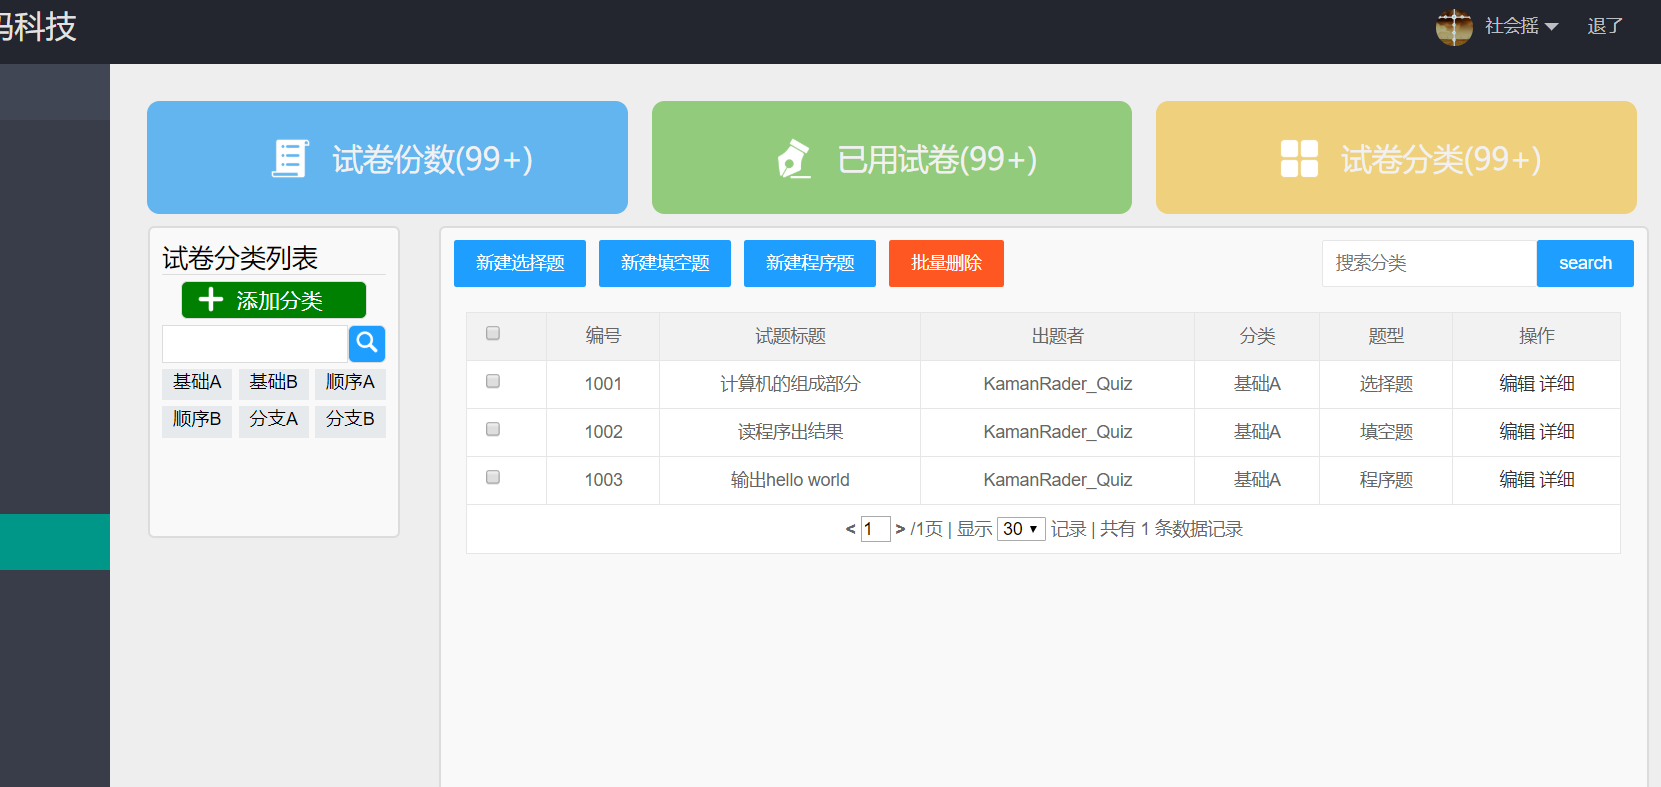 码科技
社会摇 退了
试卷份数(99+) 已用试卷(99+) 试卷分类(99+)
试卷分类列表
添加分类
基础A 基础B 顺序A
顺序B 分支A 分支B
新建选择题 新建填空题 新建程序题 批量删除 搜索分类 search
编号 试题标题 出题者 分类 题型 操作
1001 计算机的组成部分 KamanRader_Quiz 基础A 选择题 编辑 详细
1002 读程序出结果 KamanRader_Quiz 基础A 填空题 编辑 详细
1003 输出hello world KamanRader_Quiz 基础A 程序题 编辑 详细
< 1 > /1页 | 显示 30 记录 | 共有 1 条数据记录